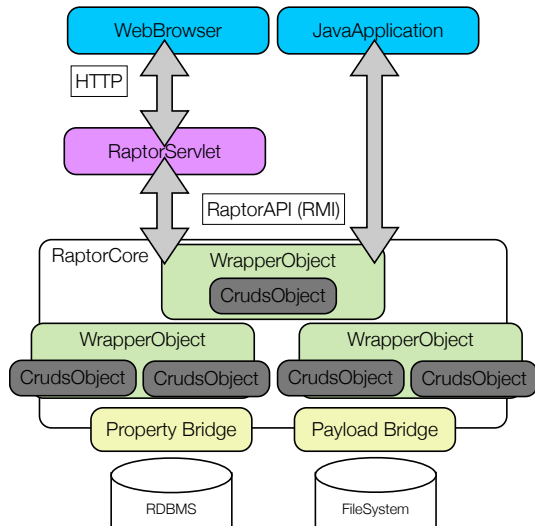 WebBrowser
JavaApplication
HTTP
RaptorServlet
RaptorAPI (RMI)
RaptorCore
WrapperObject
CrudsObject
WrapperObject
WrapperObject
CrudsObject
CrudsObject
CrudsObject
CrudsObject
Property Bridge
Payload Bridge
RDBMS
FileSystem